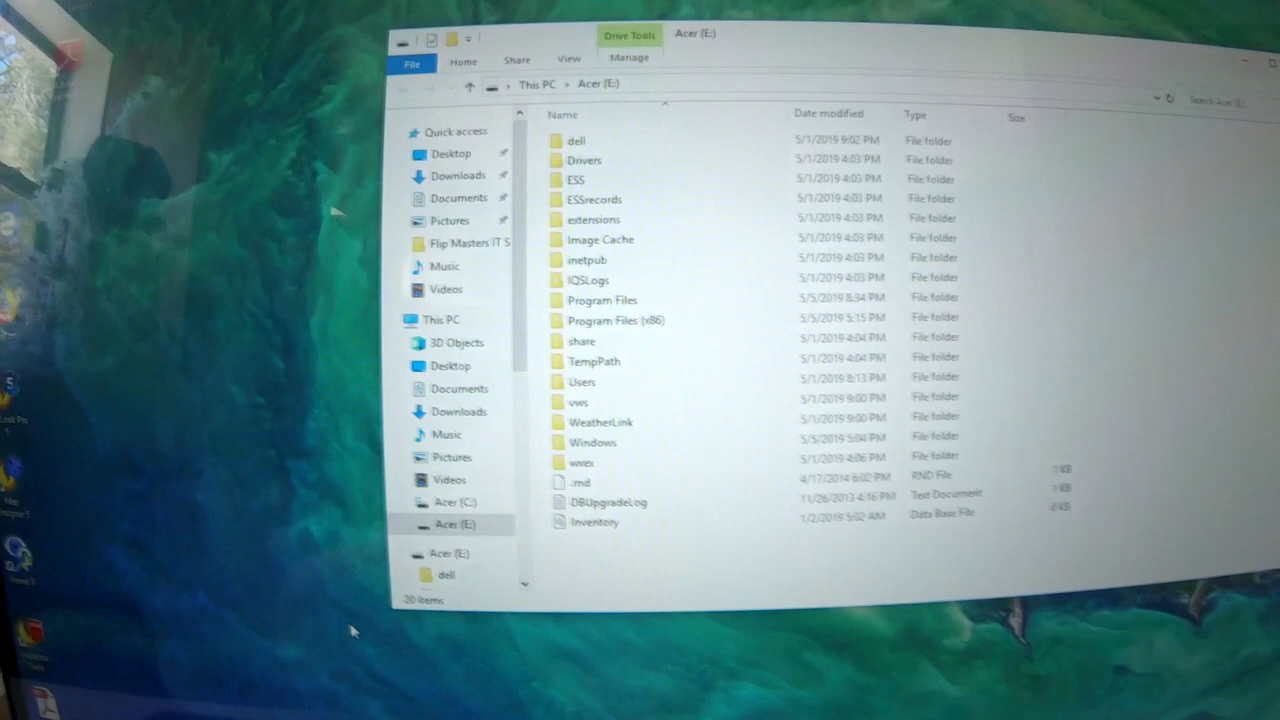 Drive Tools Acer (E:)
File Home Share View Manage
This PC > Acer (E:) Search Acer (E:)
Name Date modified Type Size
Quick access
Desktop
Downloads
Documents
Pictures
Flip Masters IT S
Music
Videos
This PC
3D Objects
Desktop
Documents
Downloads
Music
Pictures
Videos
Acer (C:)
Acer (E:)
Acer (E:)
dell
dell 5/1/2019 9:02 PM File folder
Drivers 5/1/2019 4:03 PM File folder
ESS 5/1/2019 4:03 PM File folder
ESSrecords 5/1/2019 4:03 PM File folder
extensions 5/1/2019 4:03 PM File folder
Image Cache 5/1/2019 4:03 PM File folder
inetpub 5/1/2019 4:03 PM File folder
IQSLogs 5/1/2019 4:03 PM File folder
Program Files 5/5/2019 8:34 PM File folder
Program Files (x86) 5/5/2019 5:15 PM File folder
share 5/1/2019 4:04 PM File folder
TempPath 5/1/2019 4:04 PM File folder
Users 5/1/2019 8:13 PM File folder
vws 5/1/2019 9:00 PM File folder
WeatherLink 5/1/2019 9:00 PM File folder
Windows 5/5/2019 5:04 PM File folder
5/1/2019 4:06 PM File folder
.rnd 4/17/2014 6:02 PM RND File 1 KB
DBUpgradeLog 11/26/2013 4:16 PM Text Document 1 KB
Inventory 1/2/2019 5:02 AM Data Base File 0 KB
20 items